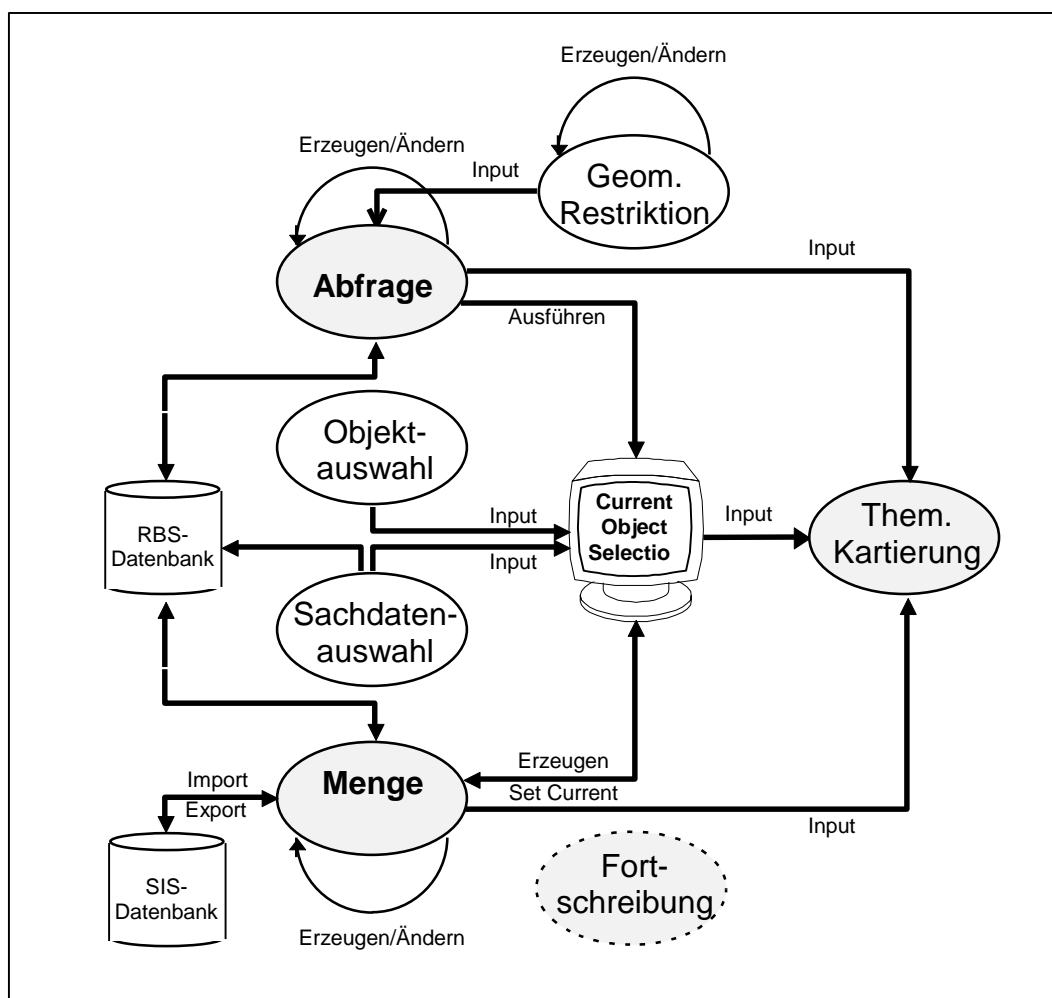 Erzeugen/Ändern
Erzeugen/Ändern
Input
Geom.
Restriktion
Input
Abfrage
Ausführen
Objekt-
auswahl
Current
Object
Selectio
Input
Input
Input
Them.
Kartierung
RBS-
Datenbank
Sachdaten-
auswahl
Erzeugen
Set Current
Import
Export
Menge
Input
SIS-
Datenbank
Fort-
schreibung
Erzeugen/Ändern